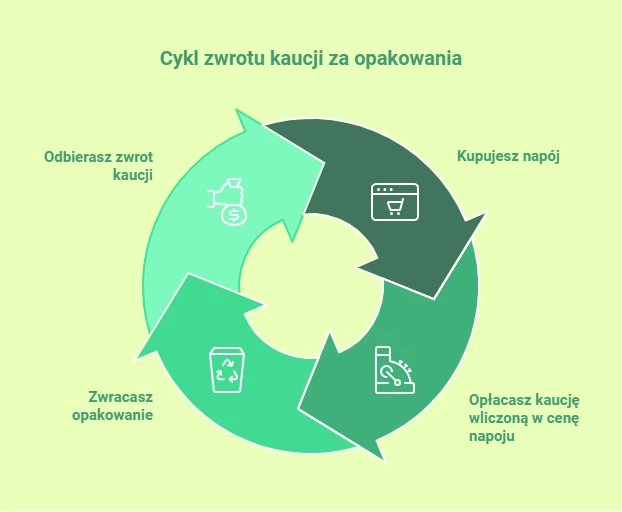 Cykl zwrotu kaucji za opakowania
Odbierasz zwrot
kaucji
Kupujesz napój
Zwracasz
opakowanie
Opłacasz kaucję
wliczoną w cenę
napoju